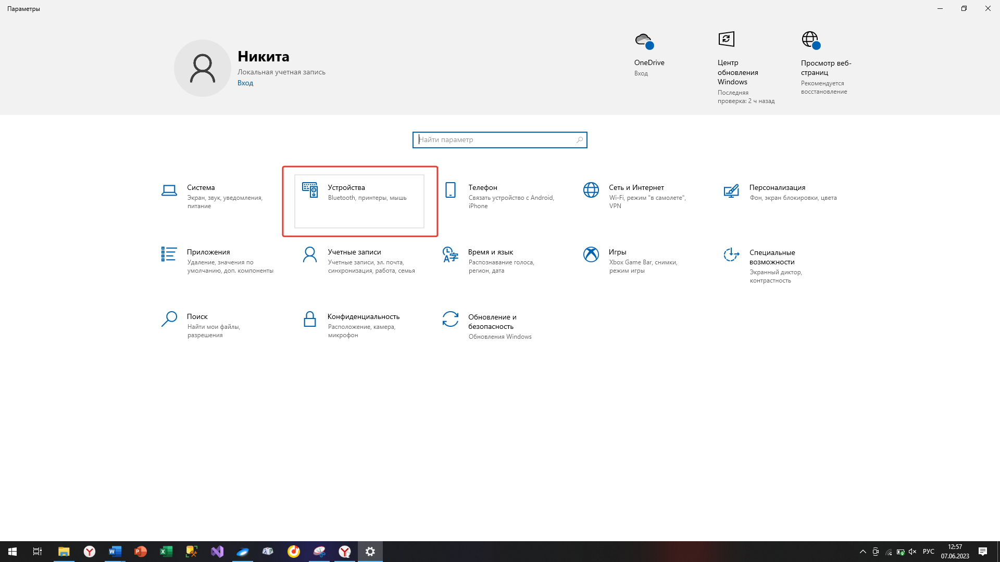 Параметры
Никита
Локальная учетная запись
Вход
OneDrive
Вход
Центр
обновления
Windows
Последняя
проверка: 2 ч назад
Просмотр веб-
страниц
Рекомендуется
восстановление
Найти параметр
Система
Экран, звук, уведомления,
питание
Устройства
Bluetooth, принтеры, мышь
Телефон
Связать устройство с Android,
iPhone
Сеть и Интернет
Wi-Fi, режим "в самолете",
VPN
Персонализация
Фон, экран блокировки, цвета
Приложения
Удаление, значения по
умолчанию, доп. компоненты
Учетные записи
Учетные записи, эл. почта,
синхронизация, работа, семья
Время и язык
Распознавание голоса,
регион, дата
Игры
Xbox Game Bar, снимки,
режим игры
Специальные
возможности
Экранный диктор,
контрастность
Поиск
Найти мои файлы,
разрешения
Конфиденциальность
Расположение, камера,
микрофон
Обновление и
безопасность
Обновления Windows
РУС
12:57
07.06.2023